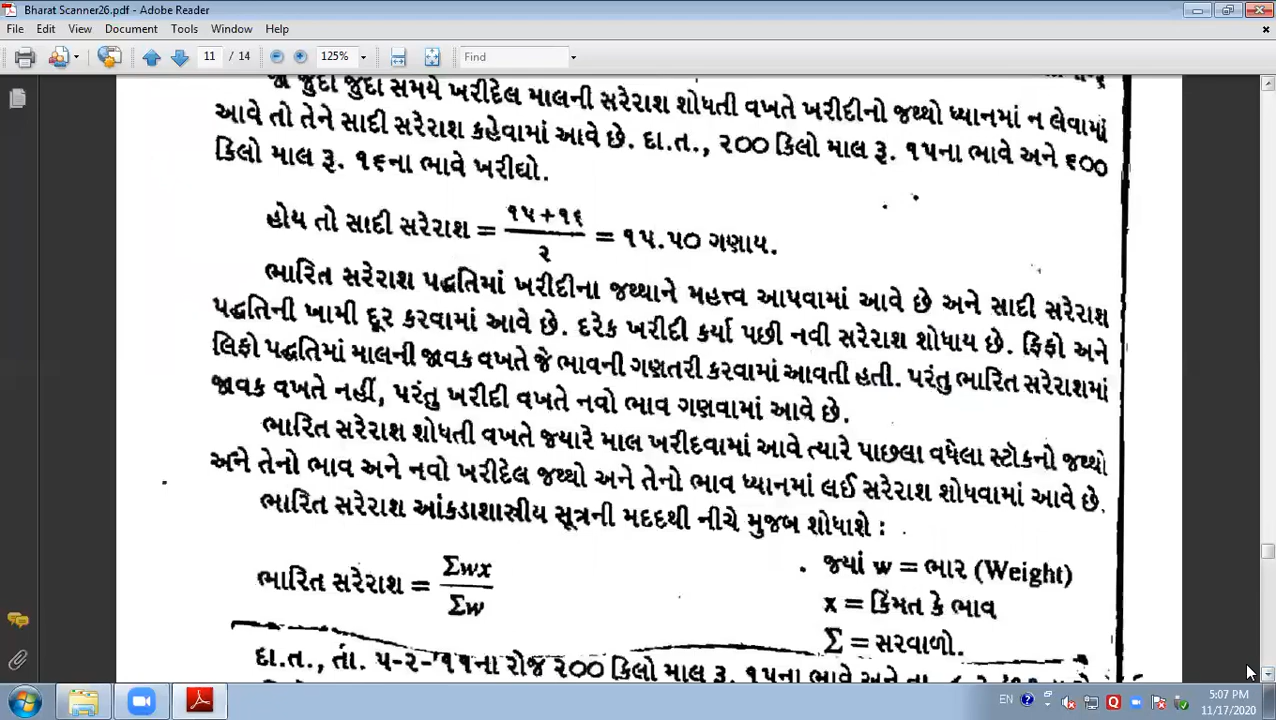 Bharat Scanner26.pdf - Adobe Reader
File Edit View Document Tools Window Help
11 / 14 125% Find
જો જુદા જુદા સમયે ખરીદેલ માલની સરેરાશ શોધતી વખતે ખરીદીનો જથ્થો ધ્યાનમાં ન લેવામાં
આવે તો તેને સાદી સરેરાશ કહેવામાં આવે છે. દા.ત., ૨૦૦ કિલો માલ રૂ. ૧૫ના ભાવે અને ૬૦૦
કિલો માલ રૂ. ૧૬ના ભાવે ખરીદ્યો.
હોય તો સાદી સરેરાશ = (૧૫+૧૬)/૨ = ૧૫.૫૦ ગણાય.
ભારિત સરેરાશ પદ્ધતિમાં ખરીદીના જથ્થાને મહત્ત્વ આપવામાં આવે છે અને સાદી સરેરાશ
પદ્ધતિની ખામી દૂર કરવામાં આવે છે. દરેક ખરીદી કર્યા પછી નવી સરેરાશ શોધાય છે. ફિફો અને
લિફો પદ્ધતિમાં માલની જાવક વખતે જે ભાવની ગણતરી કરવામાં આવતી હતી. પરંતુ ભારિત સરેરાશમાં
જાવક વખતે નહીં, પરંતુ ખરીદી વખતે નવો ભાવ ગણવામાં આવે છે.
ભારિત સરેરાશ શોધતી વખતે જ્યારે માલ ખરીદવામાં આવે ત્યારે પાછલા વધેલા સ્ટૉકનો જથ્થો
અને તેનો ભાવ અને નવો ખરીદેલ જથ્થો અને તેનો ભાવ ધ્યાનમાં લઈ સરેરાશ શોધવામાં આવે છે.
ભારિત સરેરાશ આંકડાશાસ્ત્રીય સૂત્રની મદદથી નીચે મુજબ શોધાશે :
ભારિત સરેરાશ = Σwx/Σw
જ્યાં w = ભાર (Weight)
x = કિંમત કે ભાવ
Σ = સરવાળો.
દા.ત., તા. ૫-૨-'૧૧ના રોજ ૨૦૦ કિલો માલ રૂ. ૧૫ના ભાવે અને તા.
EN 5:07 PM
11/17/2020